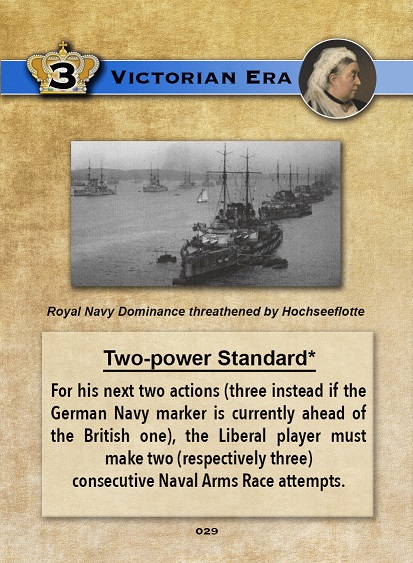 3 VICTORIAN ERA
Royal Navy Dominance threathened by Hochseeflotte
Two-power Standard*
For his next two actions (three instead if the
German Navy marker is currently ahead of
the British one), the Liberal player must
make two (respectively three)
consecutive Naval Arms Race attempts.
029